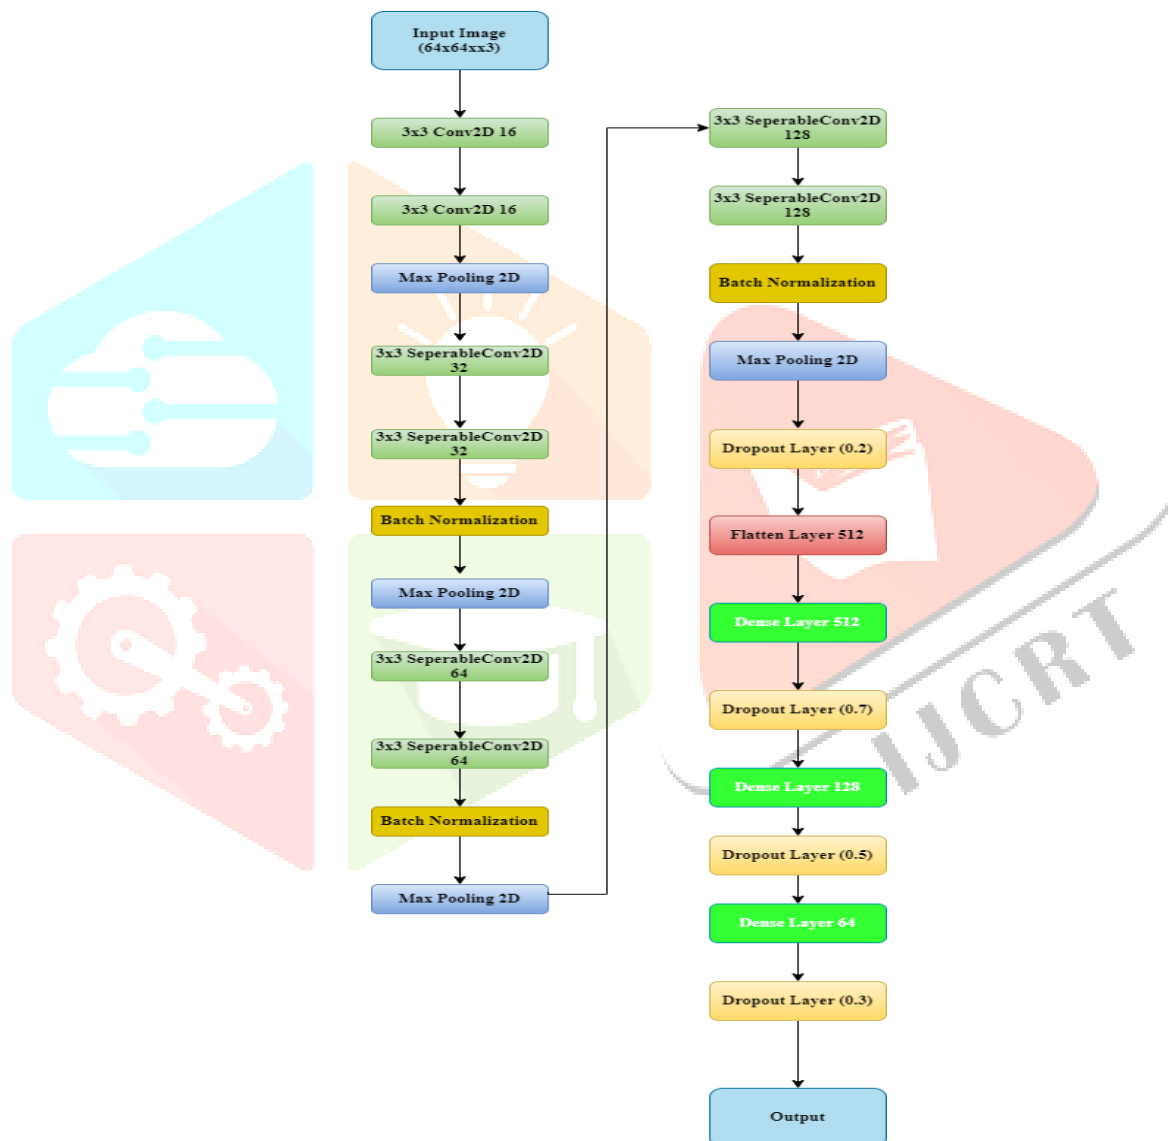 Input Image
(64x64xx3)
3x3 Conv2D 16
3x3 Conv2D 16
Max Pooling 2D
3x3 SeperableConv2D
32
3x3 SeperableConv2D
32
Batch Normalization
Max Pooling 2D
3x3 SeperableConv2D
64
3x3 SeperableConv2D
64
Batch Normalization
Max Pooling 2D
3x3 SeperableConv2D
128
3x3 SeperableConv2D
128
Batch Normalization
Max Pooling 2D
Dropout Layer (0.2)
Flatten Layer 512
Dense Layer 512
Dropout Layer (0.7)
Dense Layer 128
Dropout Layer (0.5)
Dense Layer 64
Dropout Layer (0.3)
Output
IJCRT